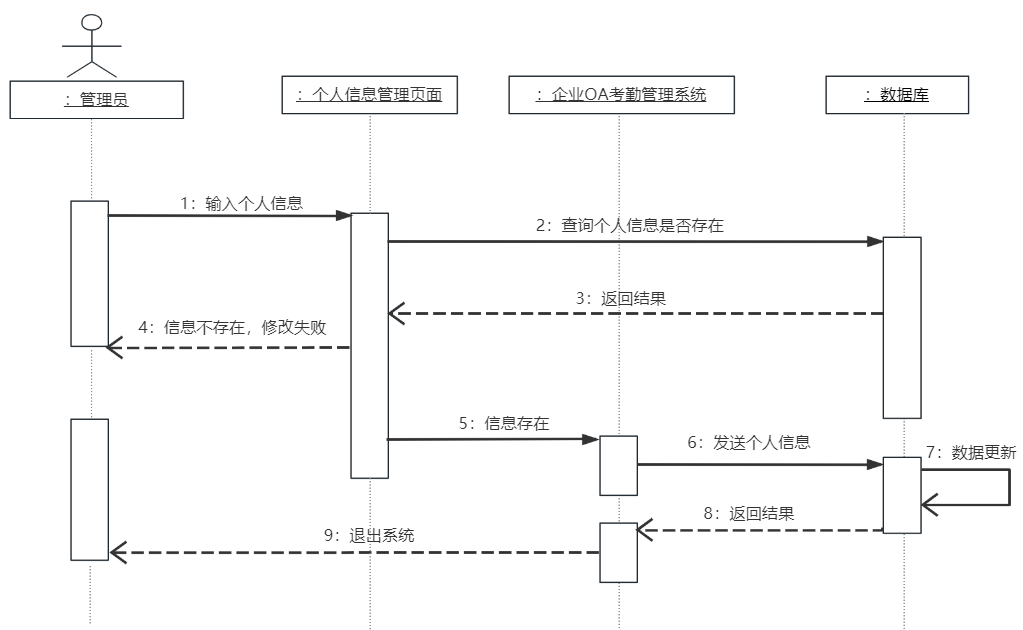 ：管理员
：个人信息管理页面
：企业OA考勤管理系统
：数据库
1：输入个人信息
2：查询个人信息是否存在
3：返回结果
4：信息不存在，修改失败
5：信息存在
6：发送个人信息
7：数据更新
8：返回结果
9：退出系统